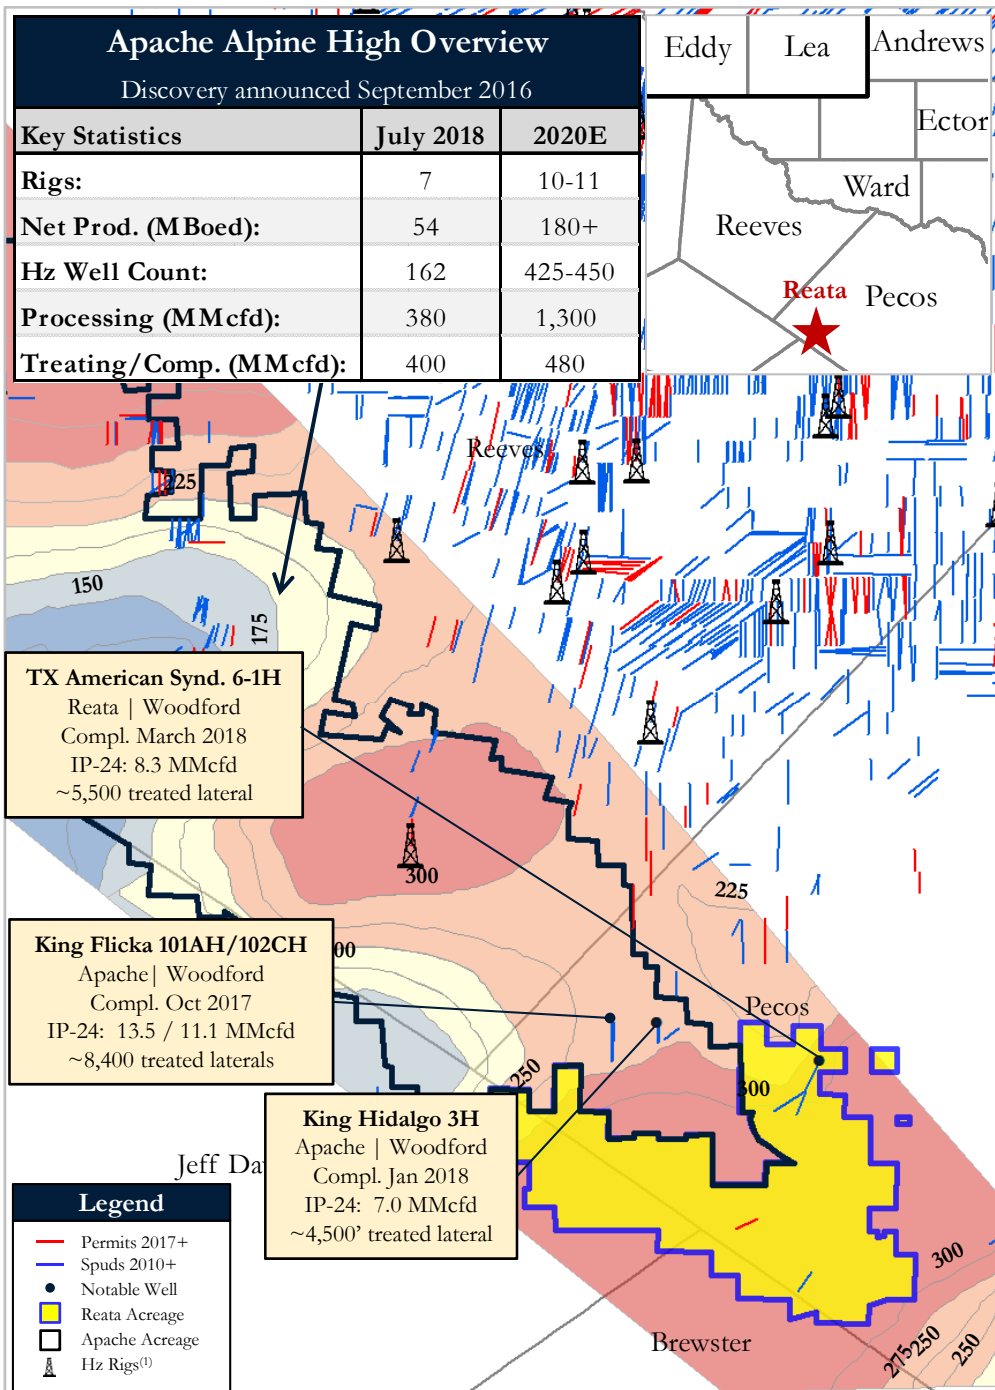 Apache Alpine High Overview
Discovery announced September 2016
Key Statistics July 2018 2020E
Rigs: 7 10-11
Net Prod. (MBoed): 54 180+
Hz Well Count: 162 425-450
Processing (MMcfd): 380 1,300
Treating/Comp. (MMcfd): 400 480
Eddy Lea Andrews
Ector
Ward
Reeves
Reata Pecos
Reeves
225
150
175
TX American Synd. 6-1H
Reata | Woodford
Compl. March 2018
IP-24: 8.3 MMcfd
~5,500 treated lateral
300
225
King Flicka 101AH/102CH
Apache| Woodford
Compl. Oct 2017
IP-24: 13.5 / 11.1 MMcfd
~8,400 treated laterals
00
Pecos
250
300
King Hidalgo 3H
Apache | Woodford
Compl. Jan 2018
IP-24: 7.0 MMcfd
~4,500' treated lateral
Jeff Da
Legend
Permits 2017+
Spuds 2010+
Notable Well
Reata Acreage
Apache Acreage
Hz Rigs(1)
300
Brewster
275
250
250